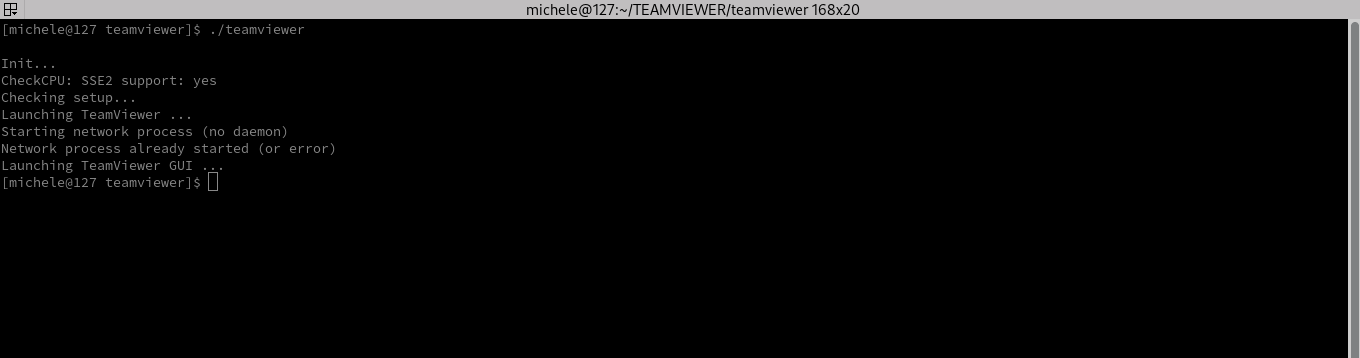 michele@127:~/TEAMVIEWER/teamviewer 168x20
[michele@127 teamviewer]$ ./teamviewer
Init...
CheckCPU: SSE2 support: yes
Checking setup...
Launching TeamViewer ...
Starting network process (no daemon)
Network process already started (or error)
Launching TeamViewer GUI ...
[michele@127 teamviewer]$